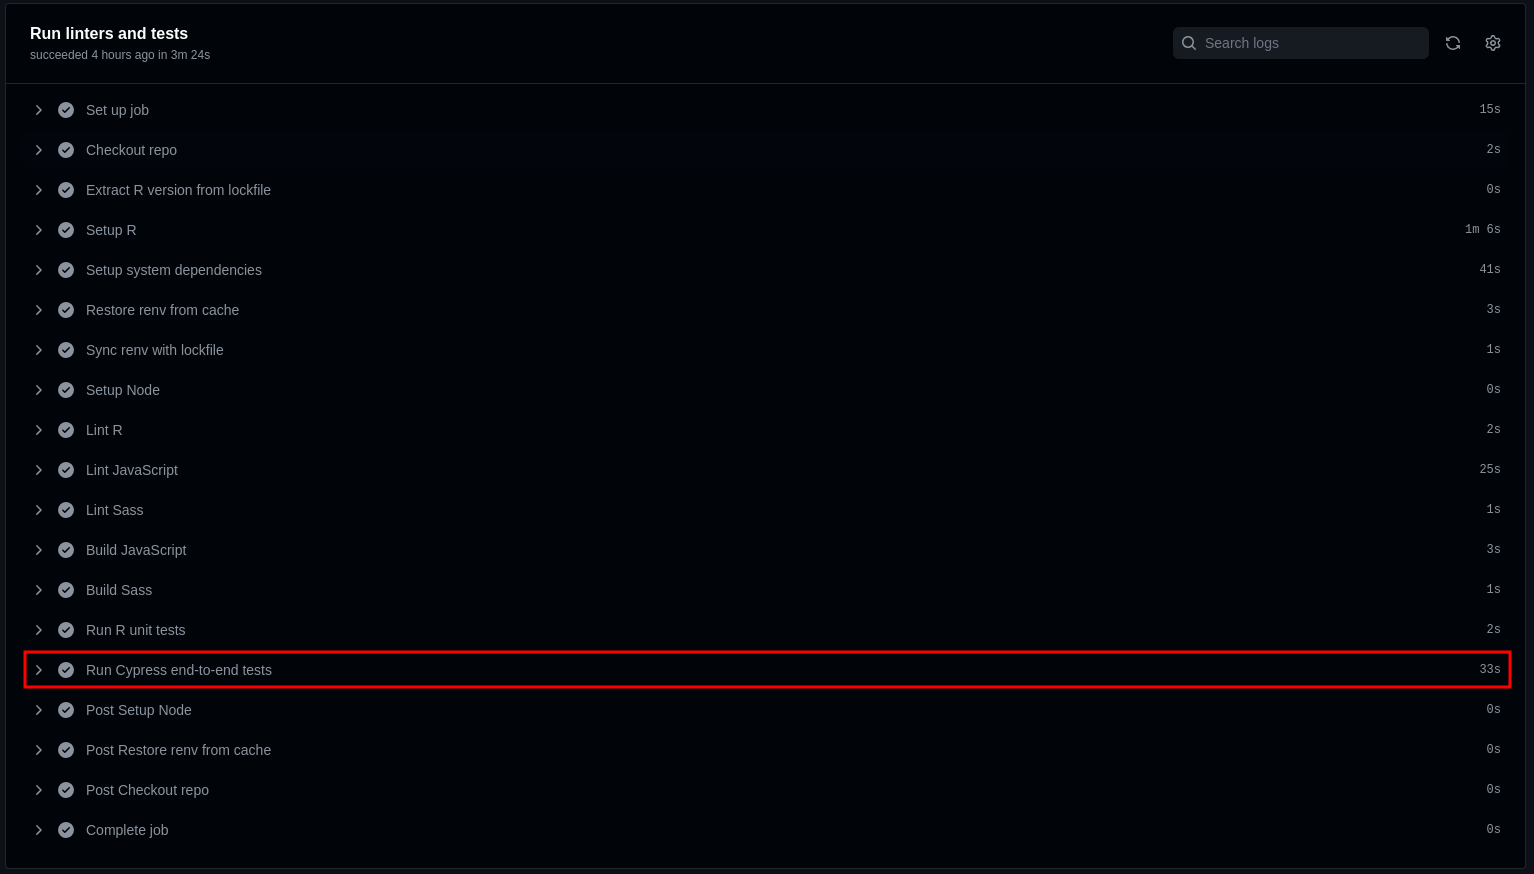 Run linters and tests
succeeded 4 hours ago in 3m 24s
Search logs
Set up job 15s
Checkout repo 2s
Extract R version from lockfile 0s
Setup R 1m 6s
Setup system dependencies 41s
Restore renv from cache 3s
Sync renv with lockfile 1s
Setup Node 0s
Lint R 2s
Lint JavaScript 25s
Lint Sass 1s
Build JavaScript 3s
Build Sass 1s
Run R unit tests 2s
Run Cypress end-to-end tests 33s
Post Setup Node 0s
Post Restore renv from cache 0s
Post Checkout repo 0s
Complete job 0s